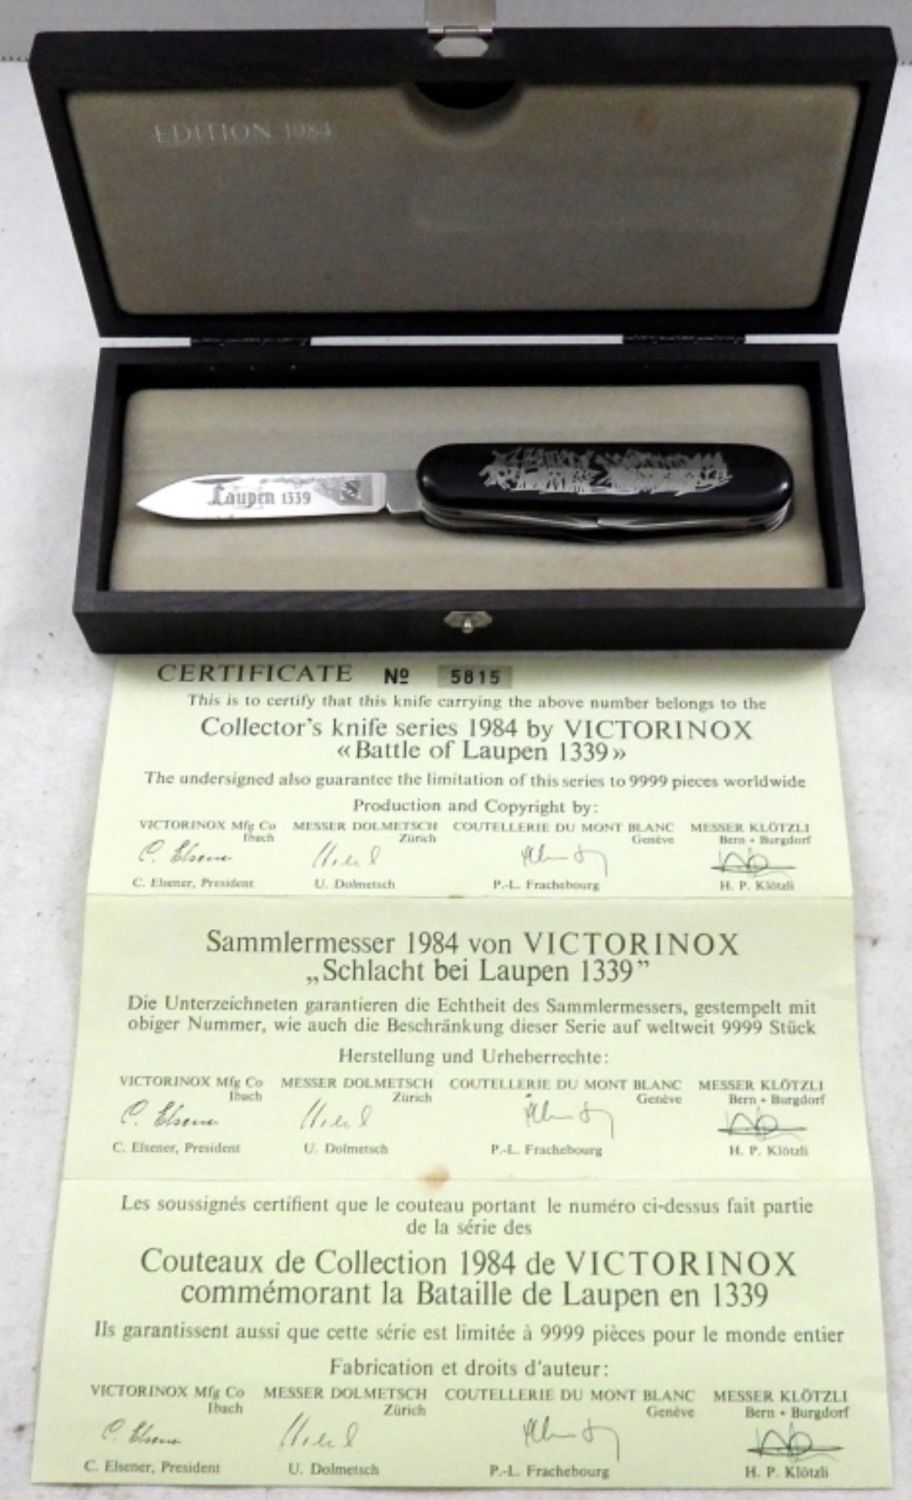 EDITION 1984
Laupen 1339
CERTIFICATE Nº 5815
This is to certify that this knife carrying the above number belongs to the
Collector's knife series 1984 by VICTORINOX
«Battle of Laupen 1339»
The undersigned also guarantee the limitation of this series to 9999 pieces worldwide
Production and Copyright by:
VICTORINOX Mfg Co MESSER DOLMETSCH COUTELLERIE DU MONT BLANC MESSER KLÖTZLI
Ibach Zürich Genève Bern + Burgdorf
C. Elsener
C. Elsener, President U. Dolmetsch P.-L. Frachebourg H. P. Klötzli
Sammlermesser 1984 von VICTORINOX
„Schlacht bei Laupen 1339”
Die Unterzeichneten garantieren die Echtheit des Sammlermessers, gestempelt mit
obiger Nummer, wie auch die Beschränkung dieser Serie auf weltweit 9999 Stück
Herstellung und Urheberrechte:
VICTORINOX Mfg Co MESSER DOLMETSCH COUTELLERIE DU MONT BLANC MESSER KLÖTZLI
Ibach Zürich Genève Bern + Burgdorf
C. Elsener
C. Elsener, President U. Dolmetsch P.-L. Frachebourg H. P. Klötzli
Les soussignés certifient que le couteau portant le numéro ci-dessus fait partie
de la série des
Couteaux de Collection 1984 de VICTORINOX
commémorant la Bataille de Laupen en 1339
Ils garantissent aussi que cette série est limitée à 9999 pièces pour le monde entier
Fabrication et droits d'auteur:
VICTORINOX Mfg Co MESSER DOLMETSCH COUTELLERIE DU MONT BLANC MESSER KLÖTZLI
Ibach Zürich Genève Bern + Burgdorf
C. Elsener
C. Elsener, President U. Dolmetsch P.-L. Frachebourg H. P. Klötzli